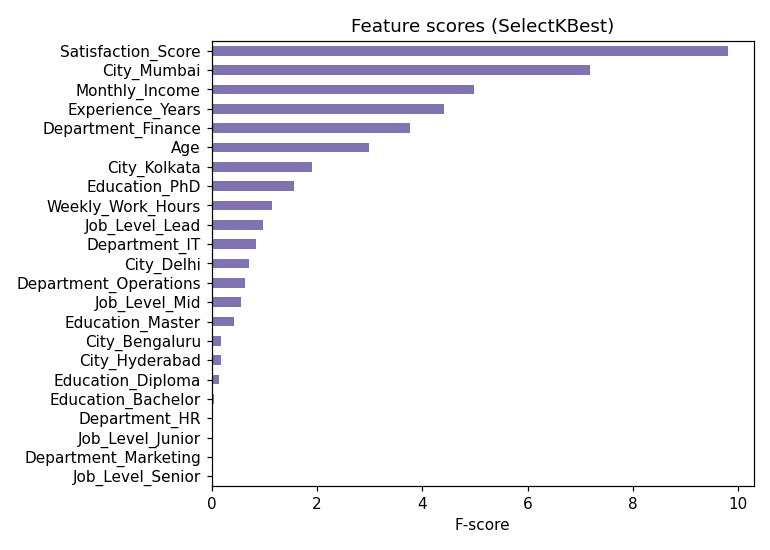 Feature scores (SelectKBest)
Satisfaction_Score
City_Mumbai
Monthly_Income
Experience_Years
Department_Finance
Age
City_Kolkata
Education_PhD
Weekly_Work_Hours
Job_Level_Lead
Department_IT
City_Delhi
Department_Operations
Job_Level_Mid
Education_Master
City_Bengaluru
City_Hyderabad
Education_Diploma
Education_Bachelor
Department_HR
Job_Level_Junior
Department_Marketing
Job_Level_Senior
0 2 4 6 8 10
F-score